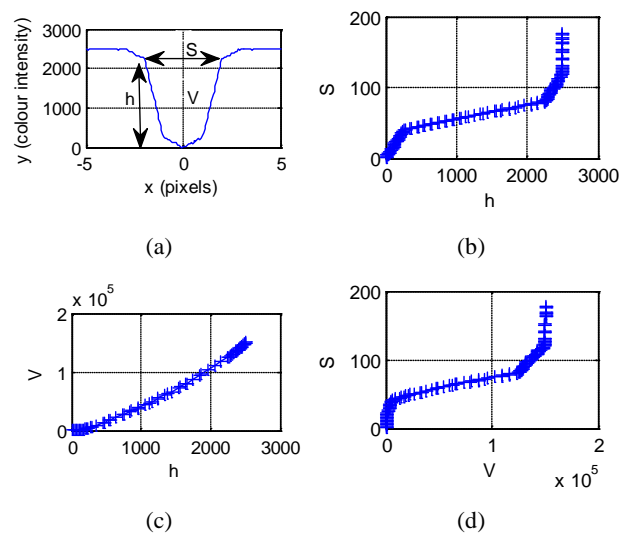 3000
2000
1000
0
-5 0 5
y (colour intensity)
x (pixels)
S
h
V
(a)
200
100
0
0 1000 2000 3000
S
h
(b)
x 10^5
2
1
0
0 1000 2000 3000
V
h
(c)
200
100
0
0 1 2
S
V
x 10^5
(d)